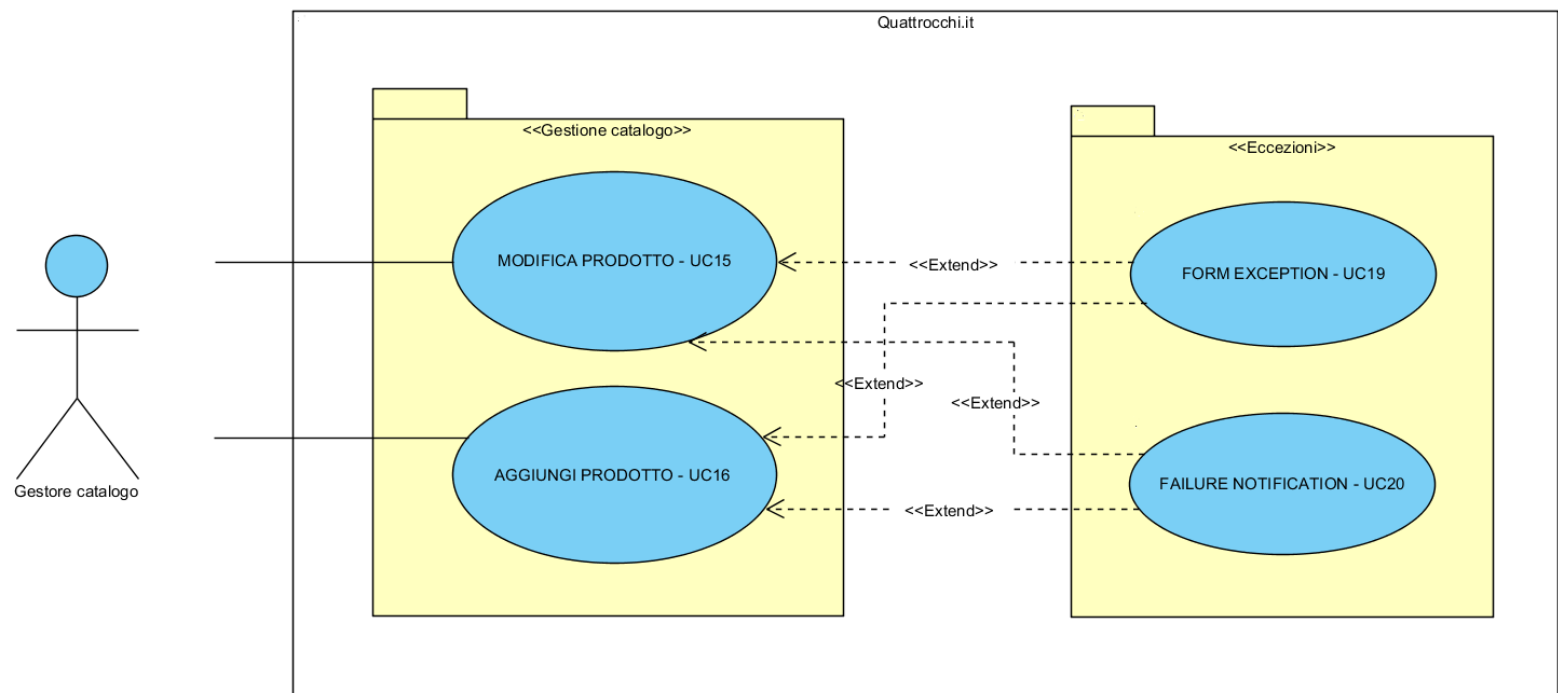 Quattrocchi.it
<<Gestione catalogo>>
<<Eccezioni>>
MODIFICA PRODOTTO - UC15
<<Extend>>
FORM EXCEPTION - UC19
<<Extend>>
<<Extend>>
AGGIUNGI PRODOTTO - UC16
<<Extend>>
FAILURE NOTIFICATION - UC20
Gestore catalogo